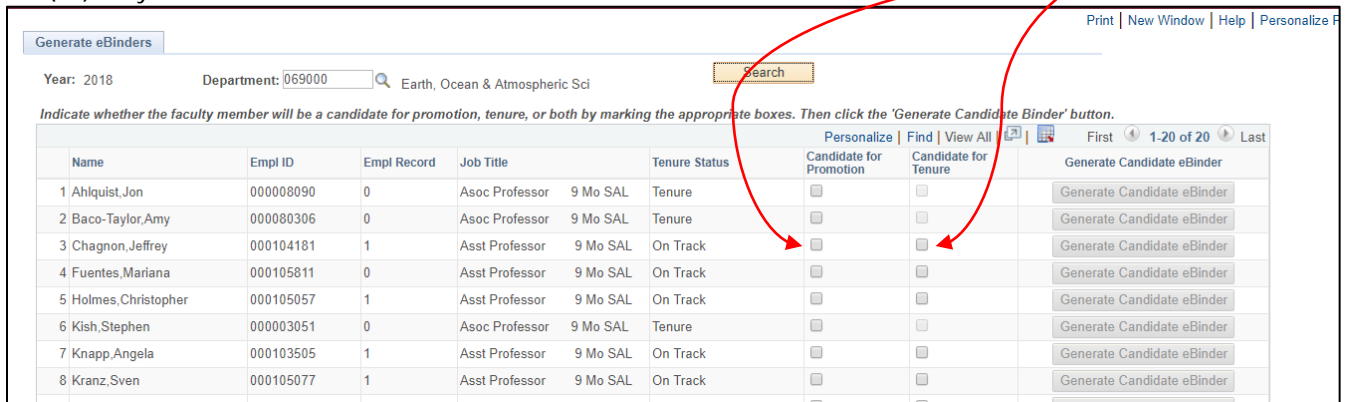 Print | New Window | Help | Personalize P
Generate eBinders
Year: 2018 Department: 069000 Earth, Ocean & Atmospheric Sci Search
Indicate whether the faculty member will be a candidate for promotion, tenure, or both by marking the appropriate boxes. Then click the 'Generate Candidate Binder' button.
Personalize | Find | View All | First 1-20 of 20 Last
Name Empl ID Empl Record Job Title Tenure Status Candidate for Promotion Candidate for Tenure Generate Candidate eBinder
1 Ahlquist,Jon 000008090 0 Asoc Professor 9 Mo SAL Tenure Generate Candidate eBinder
2 Baco-Taylor,Amy 000080306 0 Asoc Professor 9 Mo SAL Tenure Generate Candidate eBinder
3 Chagnon,Jeffrey 000104181 1 Asst Professor 9 Mo SAL On Track Generate Candidate eBinder
4 Fuentes,Mariana 000105811 0 Asst Professor 9 Mo SAL On Track Generate Candidate eBinder
5 Holmes,Christopher 000105057 1 Asst Professor 9 Mo SAL On Track Generate Candidate eBinder
6 Kish,Stephen 000003051 0 Asoc Professor 9 Mo SAL Tenure Generate Candidate eBinder
7 Knapp,Angela 000103505 1 Asst Professor 9 Mo SAL On Track Generate Candidate eBinder
8 Kranz,Sven 000105077 1 Asst Professor 9 Mo SAL On Track Generate Candidate eBinder